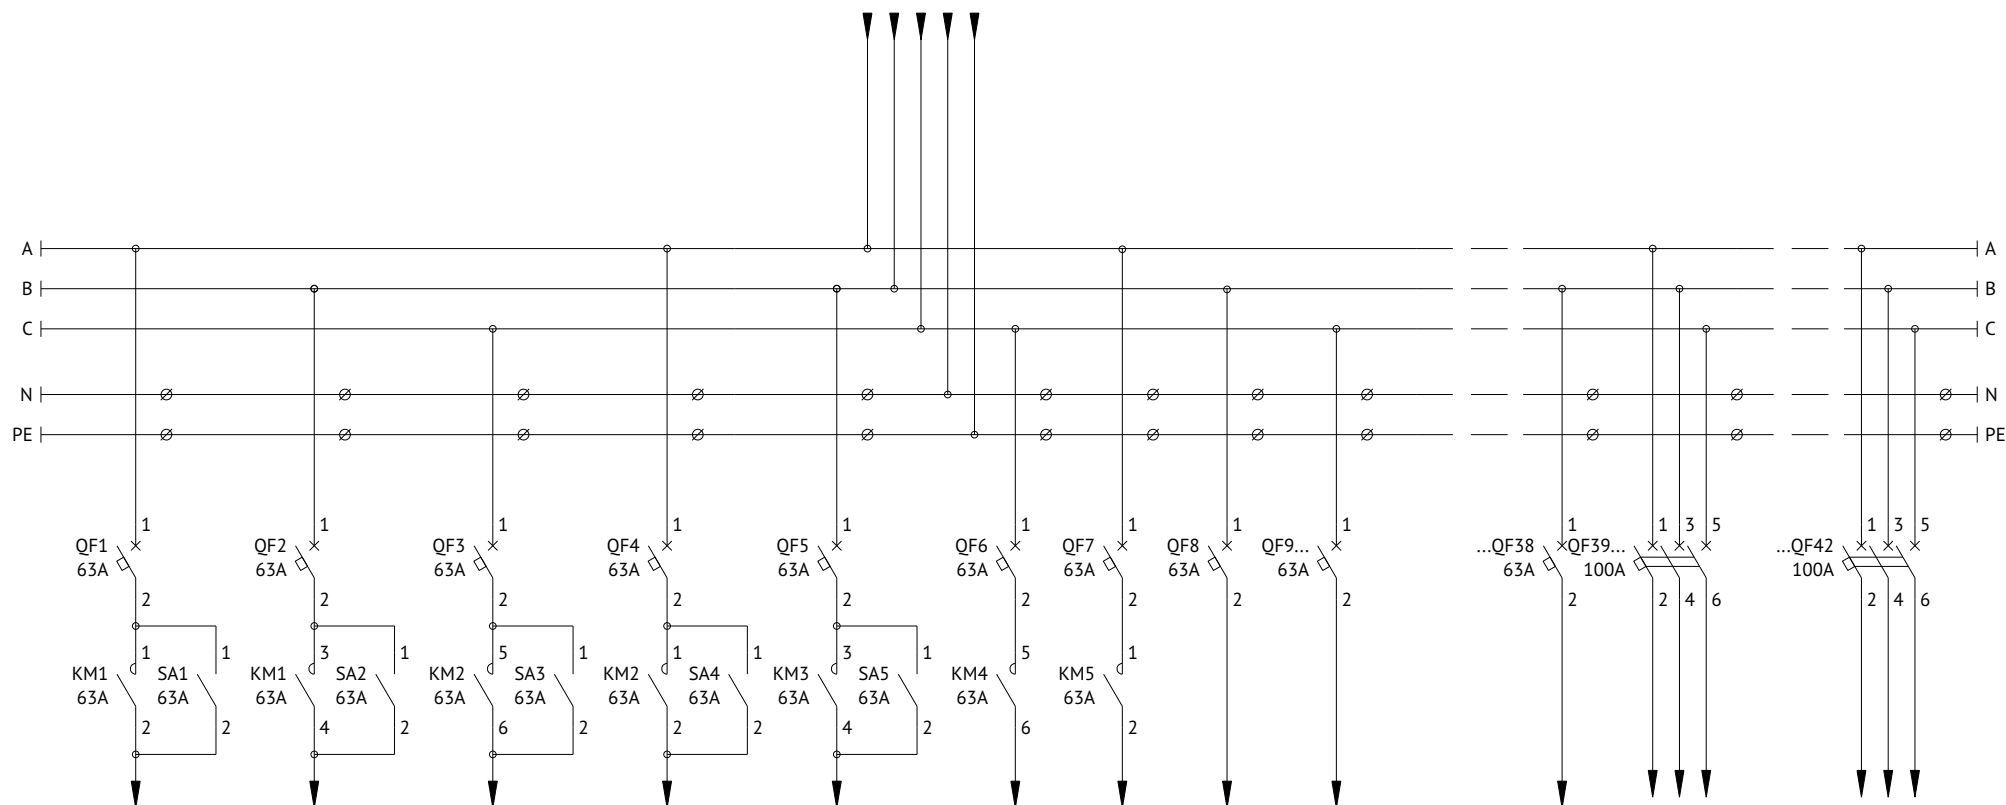 A A
B B
C C
N N
PE PE
1 1 1 1 1 1 1 1 1 1 1 3 5 1 3 5
QF1 QF2 QF3 QF4 QF5 QF6 QF7 QF8 QF9... ...QF38 QF39... ...QF42
63A 63A 63A 63A 63A 63A 63A 63A 63A 63A 100A 100A
2 2 2 2 2 2 2 2 2 2 2 4 6 2 4 6
1 1 3 1 5 1 1 1 3 1 5 1
KM1 SA1 KM1 SA2 KM2 SA3 KM2 SA4 KM3 SA5 KM4 KM5
63A 63A 63A 63A 63A 63A 63A 63A 63A 63A 63A 63A
2 2 4 2 6 2 2 2 4 2 6 2